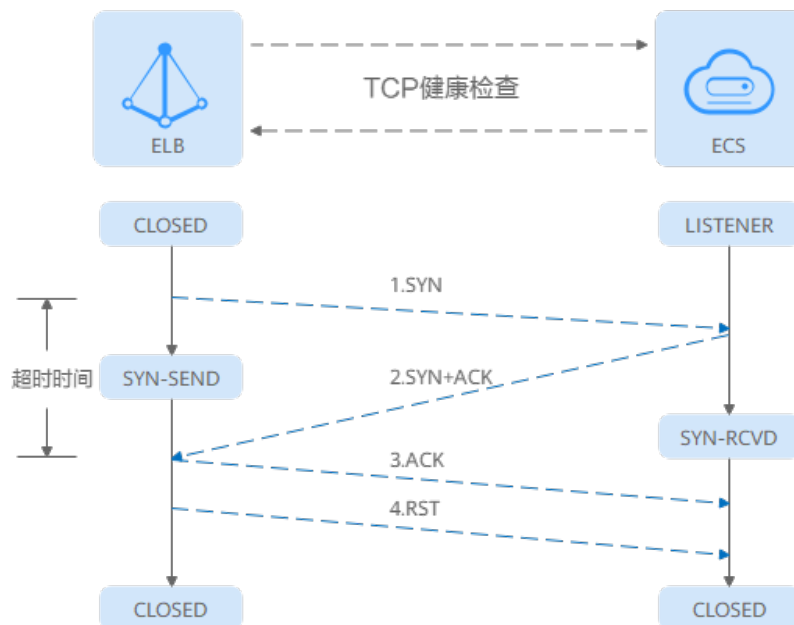 TCP健康检查
ELB
ECS
CLOSED
LISTENER
1.SYN
超时时间
SYN-SEND
2.SYN+ACK
SYN-RCVD
3.ACK
4.RST
CLOSED
CLOSED